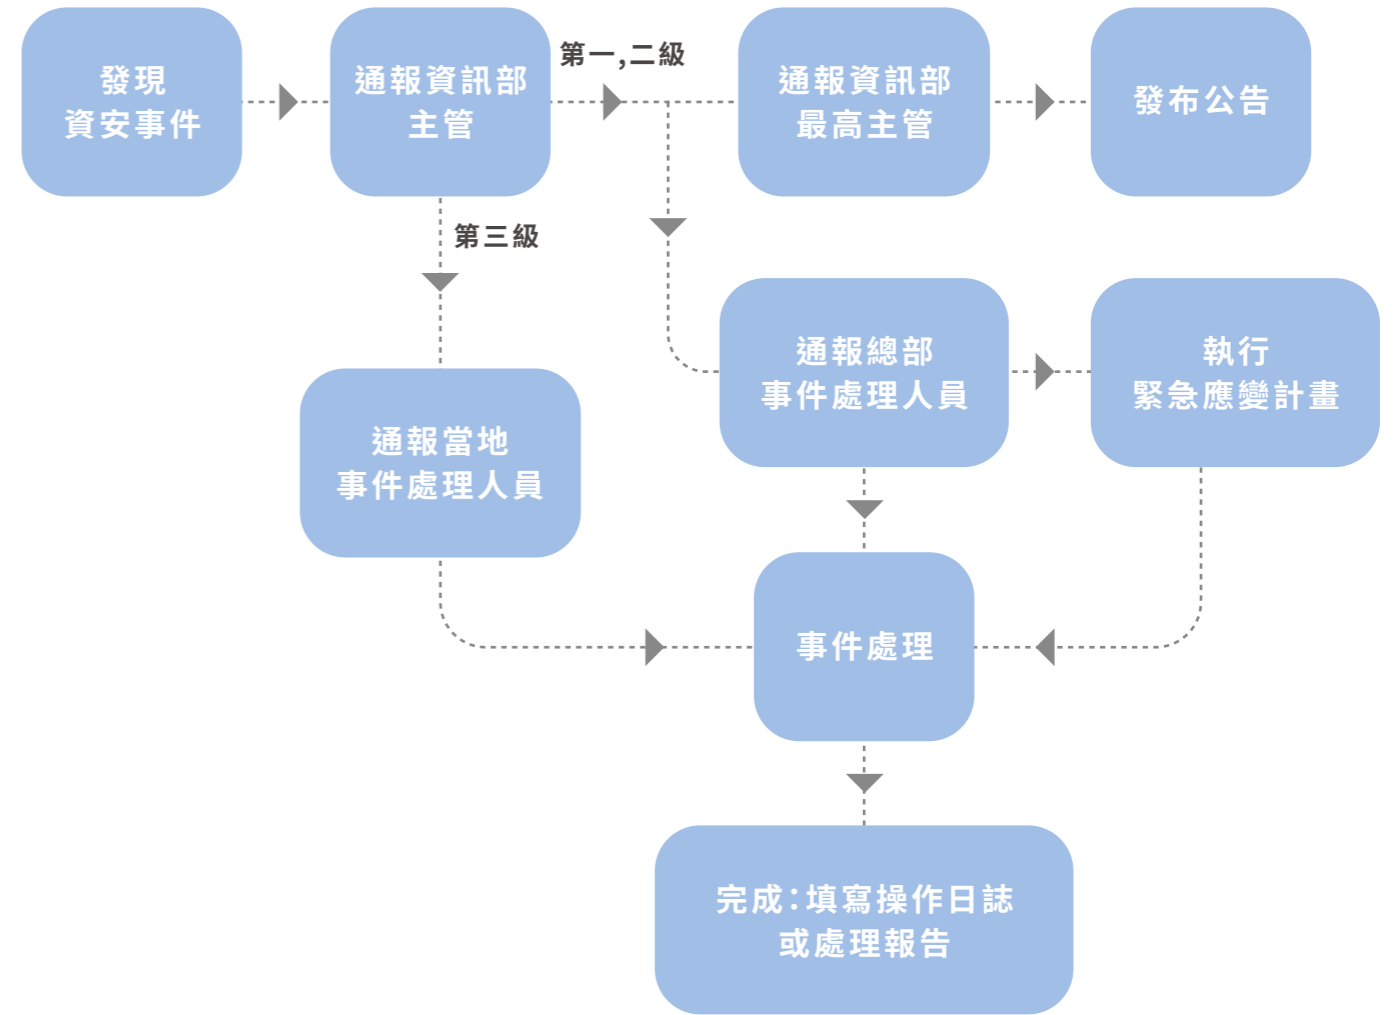 發現
資安事件
通報資訊部
主管
第一,二級
通報資訊部
最高主管
發布公告
第三級
通報總部
事件處理人員
執行
緊急應變計畫
通報當地
事件處理人員
事件處理
完成：填寫操作日誌
或處理報告